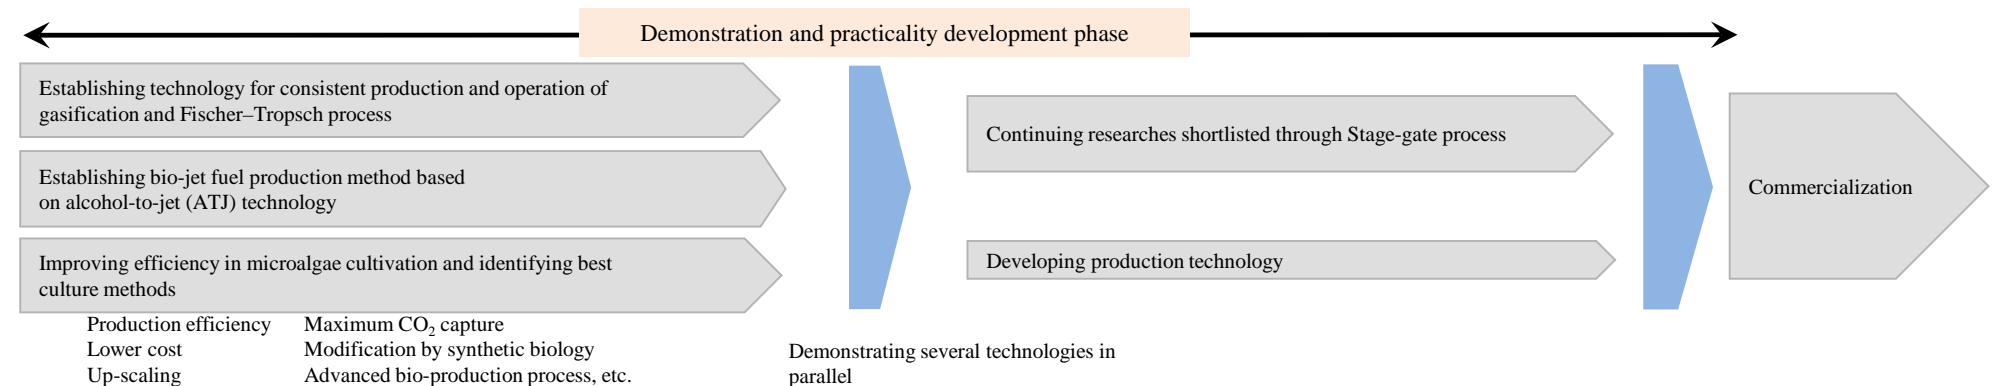 Demonstration and practicality development phase
Establishing technology for consistent production and operation of
gasification and Fischer–Tropsch process
Establishing bio-jet fuel production method based
on alcohol-to-jet (ATJ) technology
Improving efficiency in microalgae cultivation and identifying best
culture methods
Production efficiency
Lower cost
Up-scaling
Maximum CO₂ capture
Modification by synthetic biology
Advanced bio-production process, etc.
Demonstrating several technologies in
parallel
Continuing researches shortlisted through Stage-gate process
Developing production technology
Commercialization